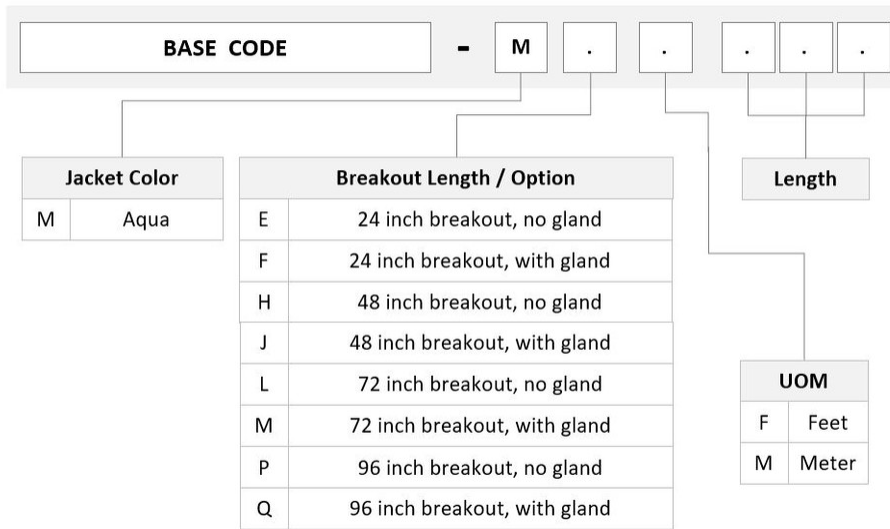 BASE CODE - M . . . . .
Jacket Color
M Aqua
Breakout Length / Option
E 24 inch breakout, no gland
F 24 inch breakout, with gland
H 48 inch breakout, no gland
J 48 inch breakout, with gland
L 72 inch breakout, no gland
M 72 inch breakout, with gland
P 96 inch breakout, no gland
Q 96 inch breakout, with gland
Length
UOM
F Feet
M Meter